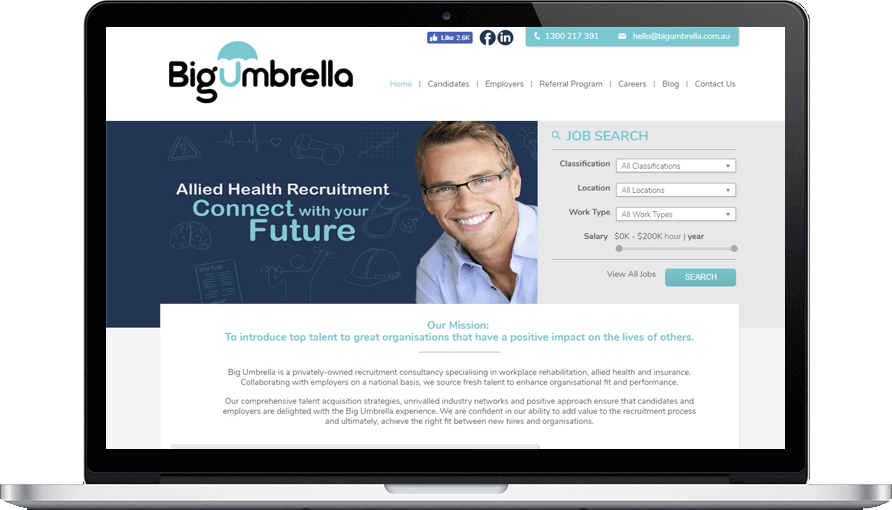 Like 2.6K
1300 217 391
hello@bigumbrella.com.au
BigUmbrella
Home | Candidates | Employers | Referral Program | Careers | Blog | Contact Us
Allied Health Recruitment
Connect with your
Future
RTW PLAN
JOB SEARCH
Classification All Classifications
Location All Locations
Work Type All Work Types
Salary $0K - $200K hour | year
View All Jobs SEARCH
Our Mission:
To introduce top talent to great organisations that have a positive impact on the lives of others.
Big Umbrella is a privately-owned recruitment consultancy specialising in workplace rehabilitation, allied health and insurance.
Collaborating with employers on a national basis, we source fresh talent to enhance organisational fit and performance.
Our comprehensive talent acquisition strategies, unrivalled industry networks and positive approach ensure that candidates and
employers are delighted with the Big Umbrella experience. We are confident in our ability to add value to the recruitment process
and ultimately, achieve the right fit between new hires and organisations.